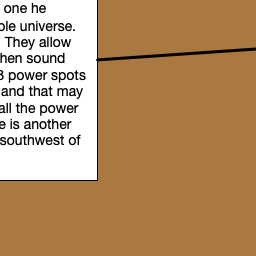 one he
ole universe.
They allow
hen sound
3 power spots
and that may
all the power
e is another
southwest of